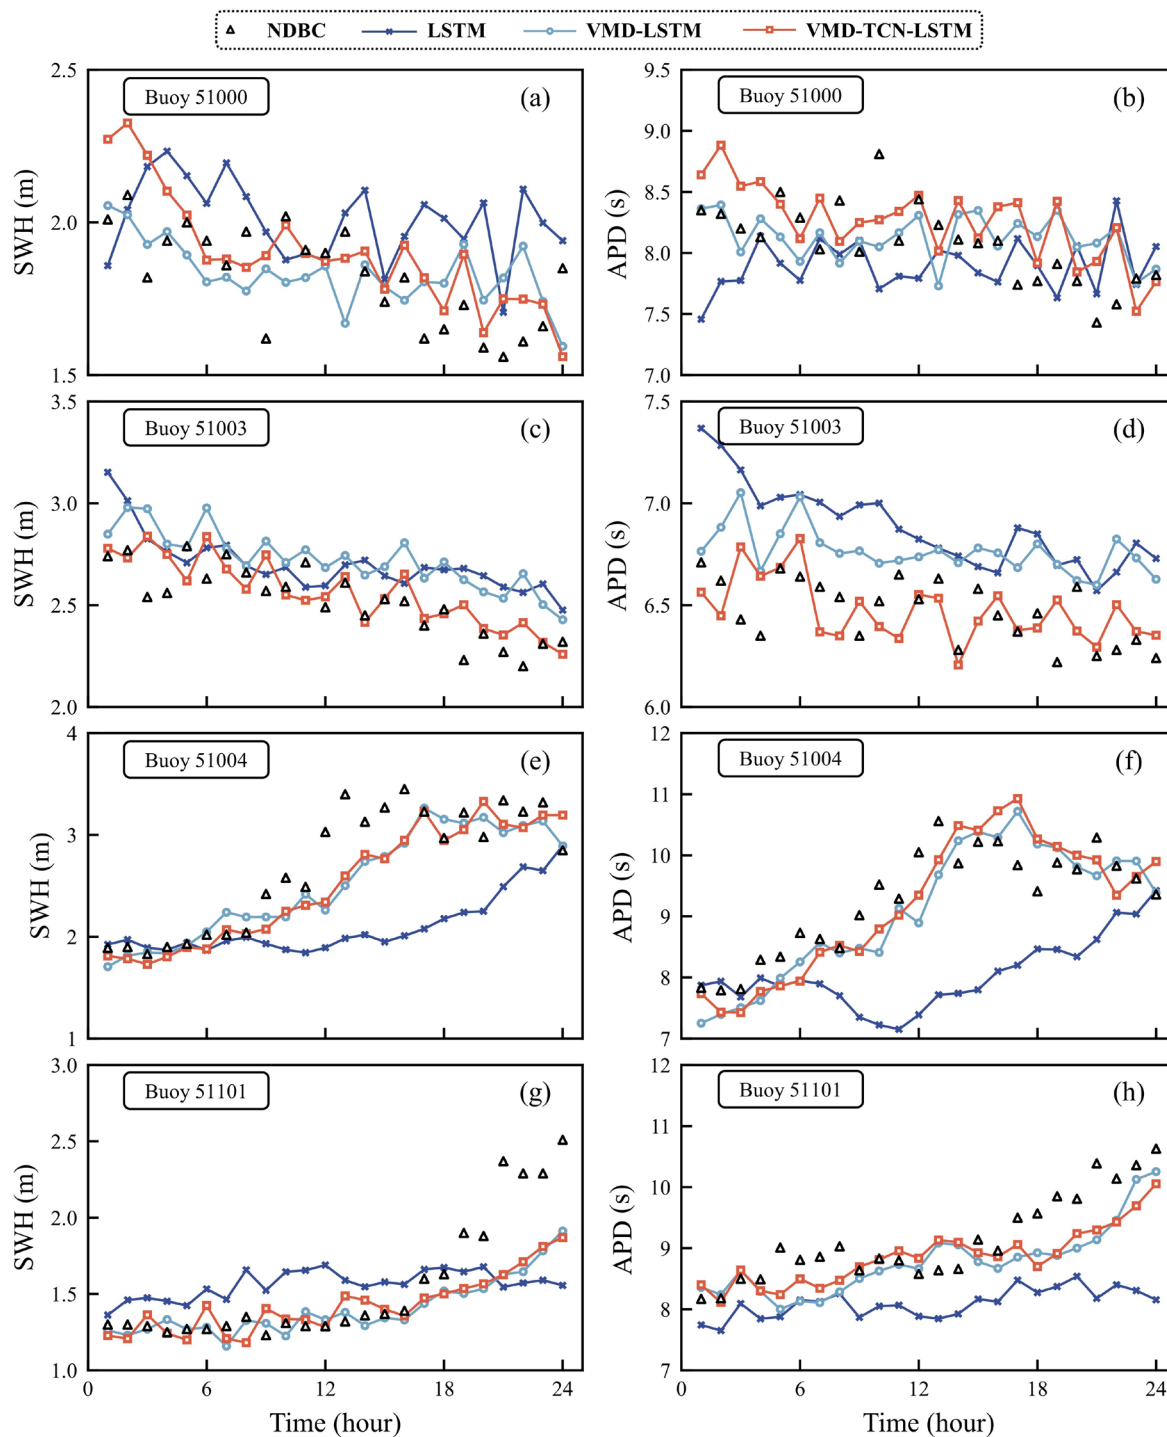 NDBC LSTM VMD-LSTM VMD-TCN-LSTM
Buoy 51000
(a)
SWH (m)
2.5
2.0
1.5
Buoy 51000
(b)
APD (s)
9.5
9.0
8.5
8.0
7.5
7.0
Buoy 51003
(c)
SWH (m)
3.5
3.0
2.5
2.0
Buoy 51003
(d)
APD (s)
7.5
7.0
6.5
6.0
Buoy 51004
(e)
SWH (m)
4
3
2
1
Buoy 51004
(f)
APD (s)
12
11
10
9
8
7
Buoy 51101
(g)
SWH (m)
3.0
2.5
2.0
1.5
1.0
0 6 12 18 24
Time (hour)
Buoy 51101
(h)
APD (s)
12
11
10
9
8
7
0 6 12 18 24
Time (hour)